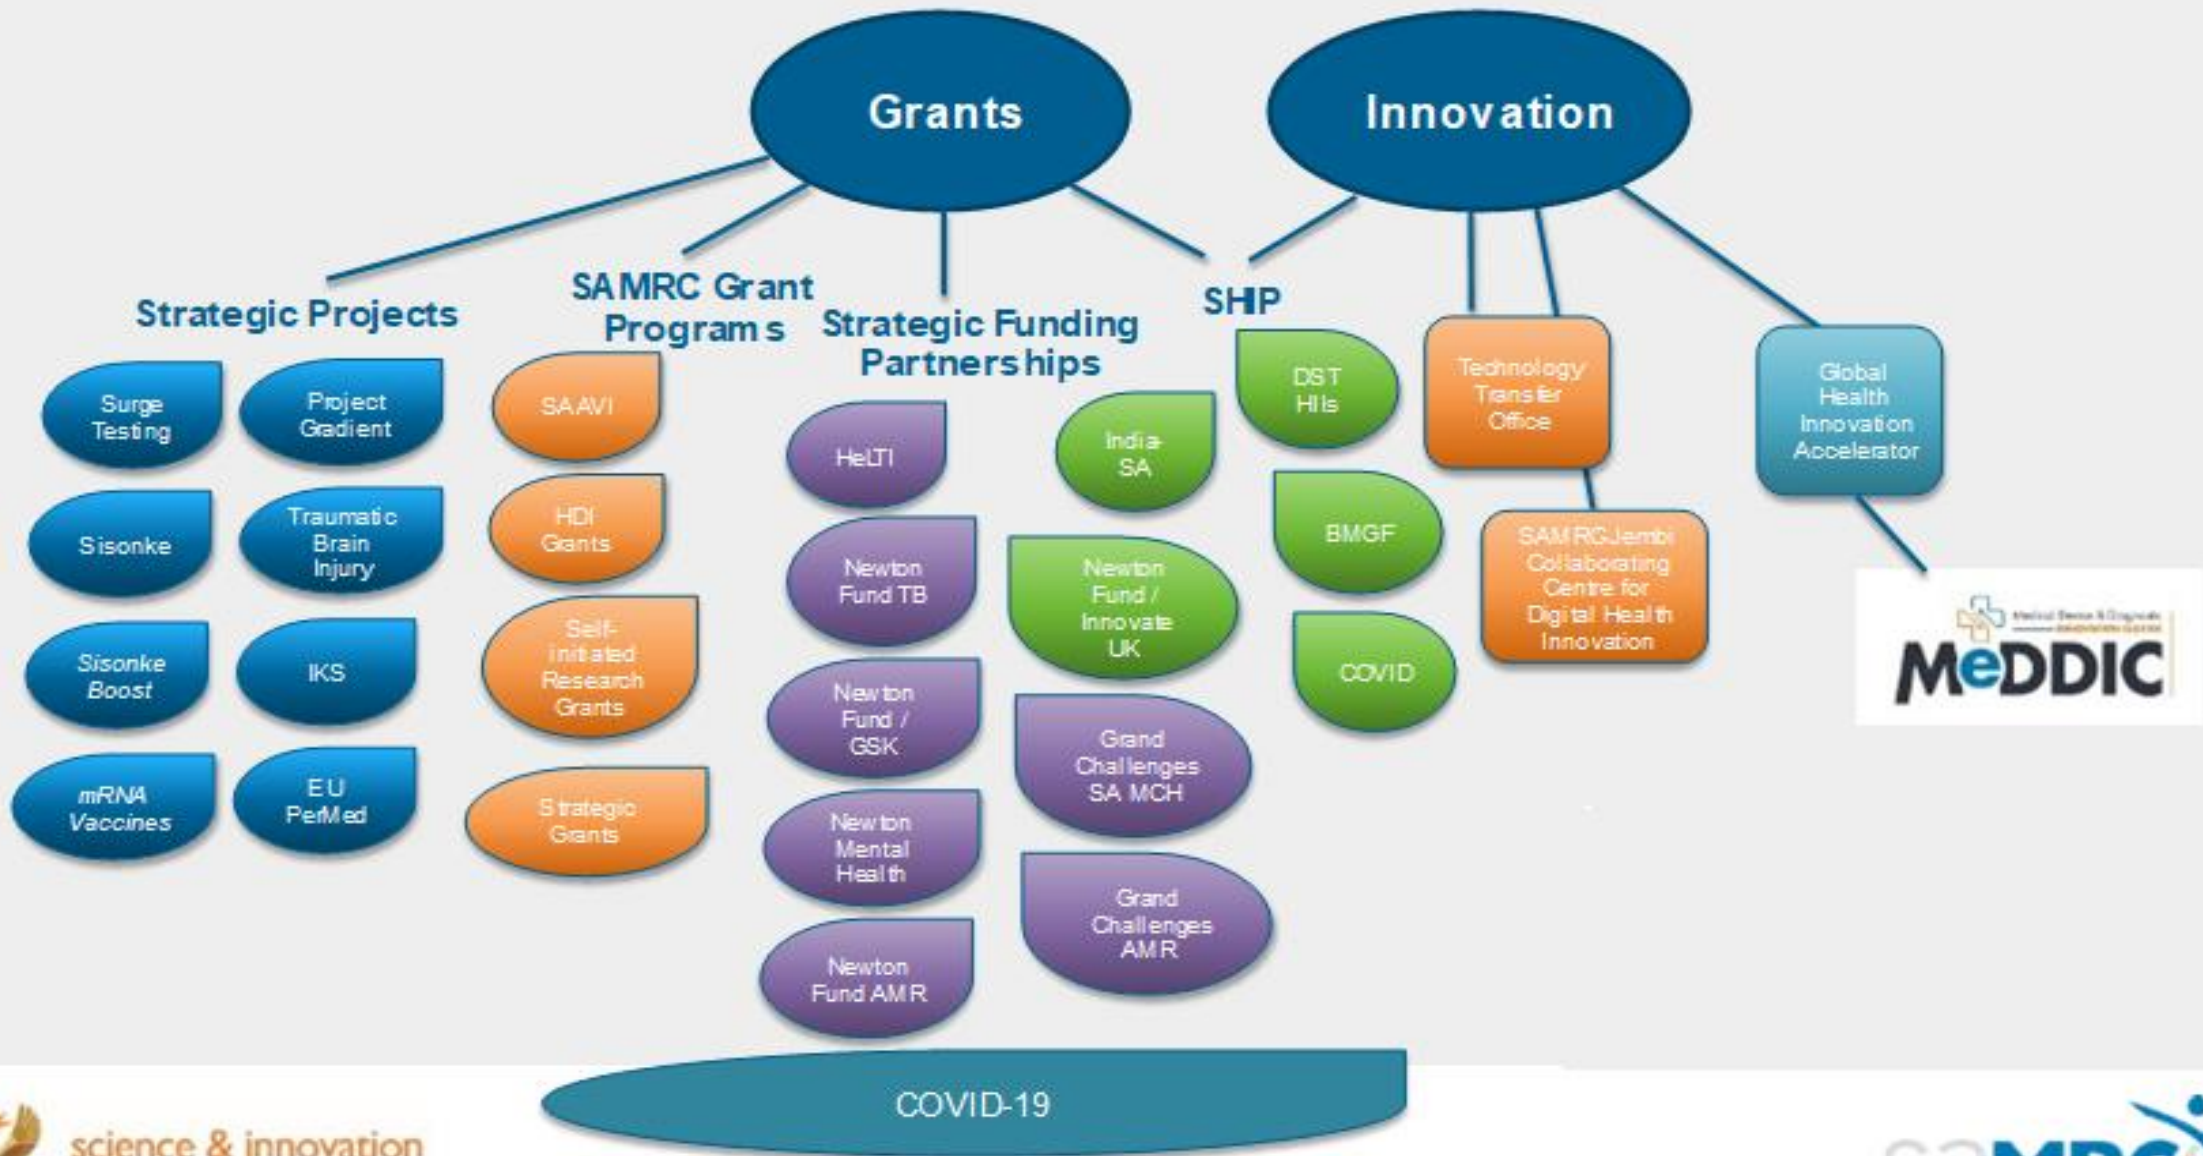 Grants
Innovation
Strategic Projects
SAMRC Grant
Programs
Strategic Funding
Partnerships
SHIP
Surge
Testing
Project
Gradient
Sisonke
Traumatic
Brain
Injury
Sisonke
Boost
IKS
mRNA
Vaccines
EU
PerMed
SAAVI
HDI
Grants
Self-
initiated
Research
Grants
Strategic
Grants
HeLTI
Newton
Fund TB
Newton
Fund /
GSK
Newton
Mental
Health
Newton
Fund AMR
India-
SA
Newton
Fund /
Innovate
UK
Grand
Challenges
SA MCH
Grand
Challenges
AMR
DST
HIIs
BMGF
COVID
Technology
Transfer
Office
SAMRC-Jembi
Collaborating
Centre for
Digital Health
Innovation
Global
Health
Innovation
Accelerator
Medical Device & Diagnostic
MeDDIC
COVID-19
science & innovation
saMRC